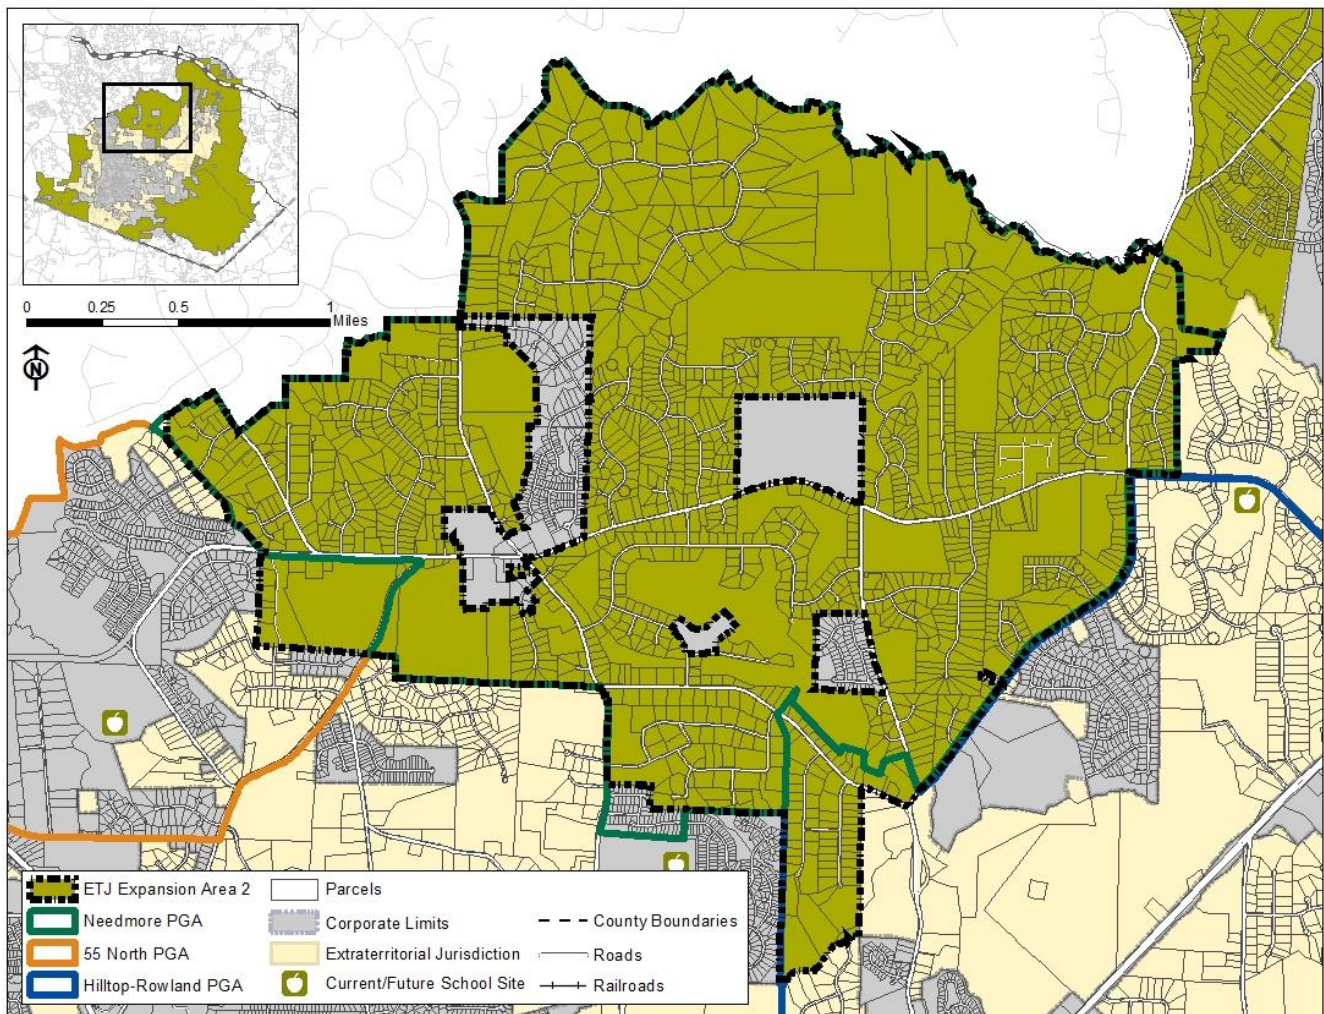 0 0.25 0.5 1
Miles
N
ETJ Expansion Area 2
Needmore PGA
55 North PGA
Hilltop-Rowland PGA
Parcels
Corporate Limits
Extraterritorial Jurisdiction
Current/Future School Site
County Boundaries
Roads
Railroads